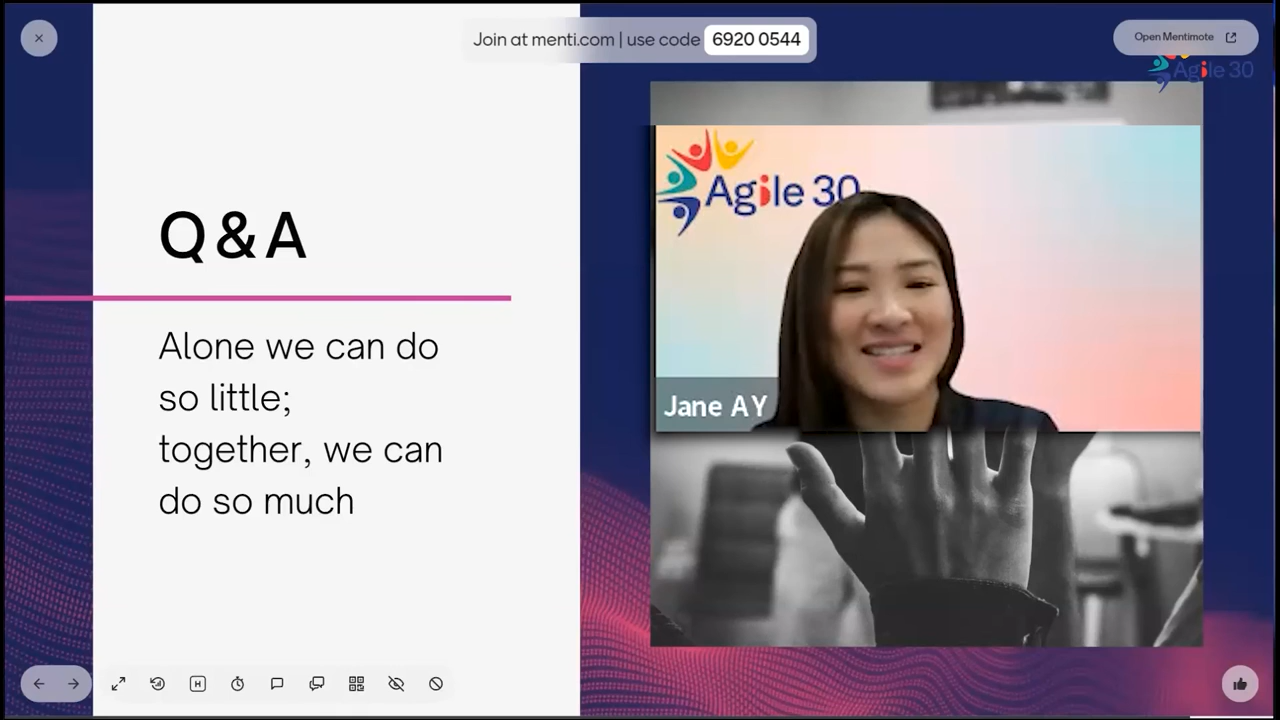 Join at menti.com | use code 6920 0544
Open Mentimote
Agile 30
Agile 30
Q & A
Alone we can do
so little;
together, we can
do so much
Jane AY
H